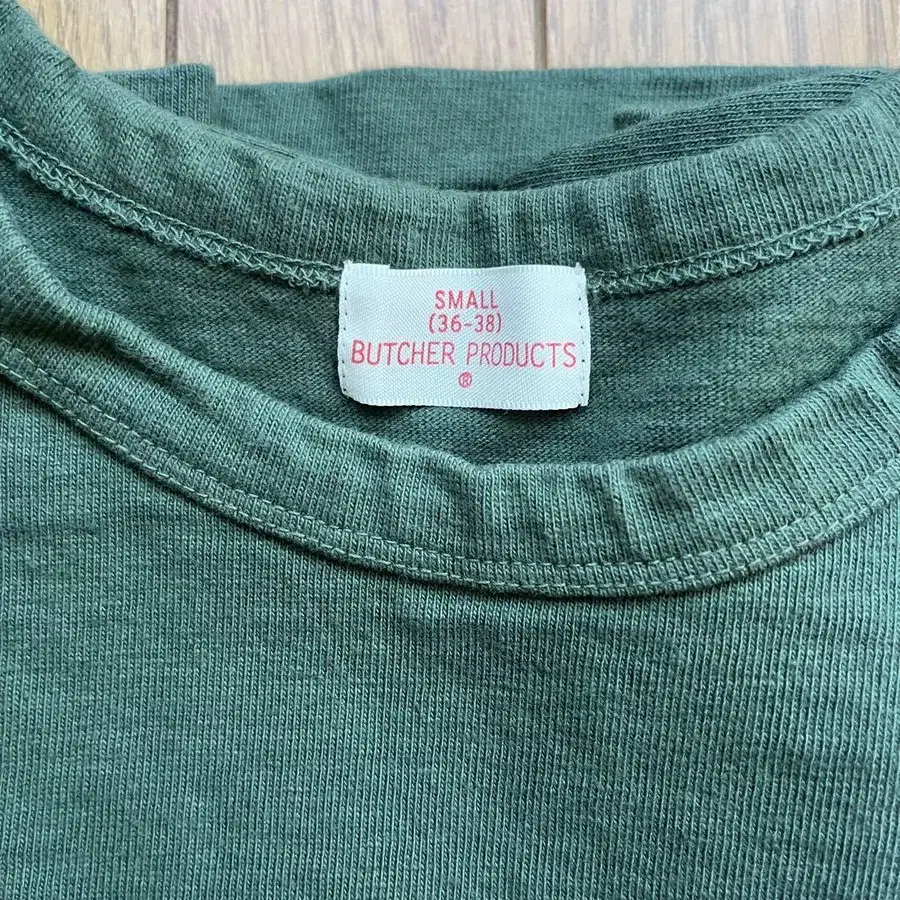 SMALL
(36-38)
BUTCHER PRODUCTS
®